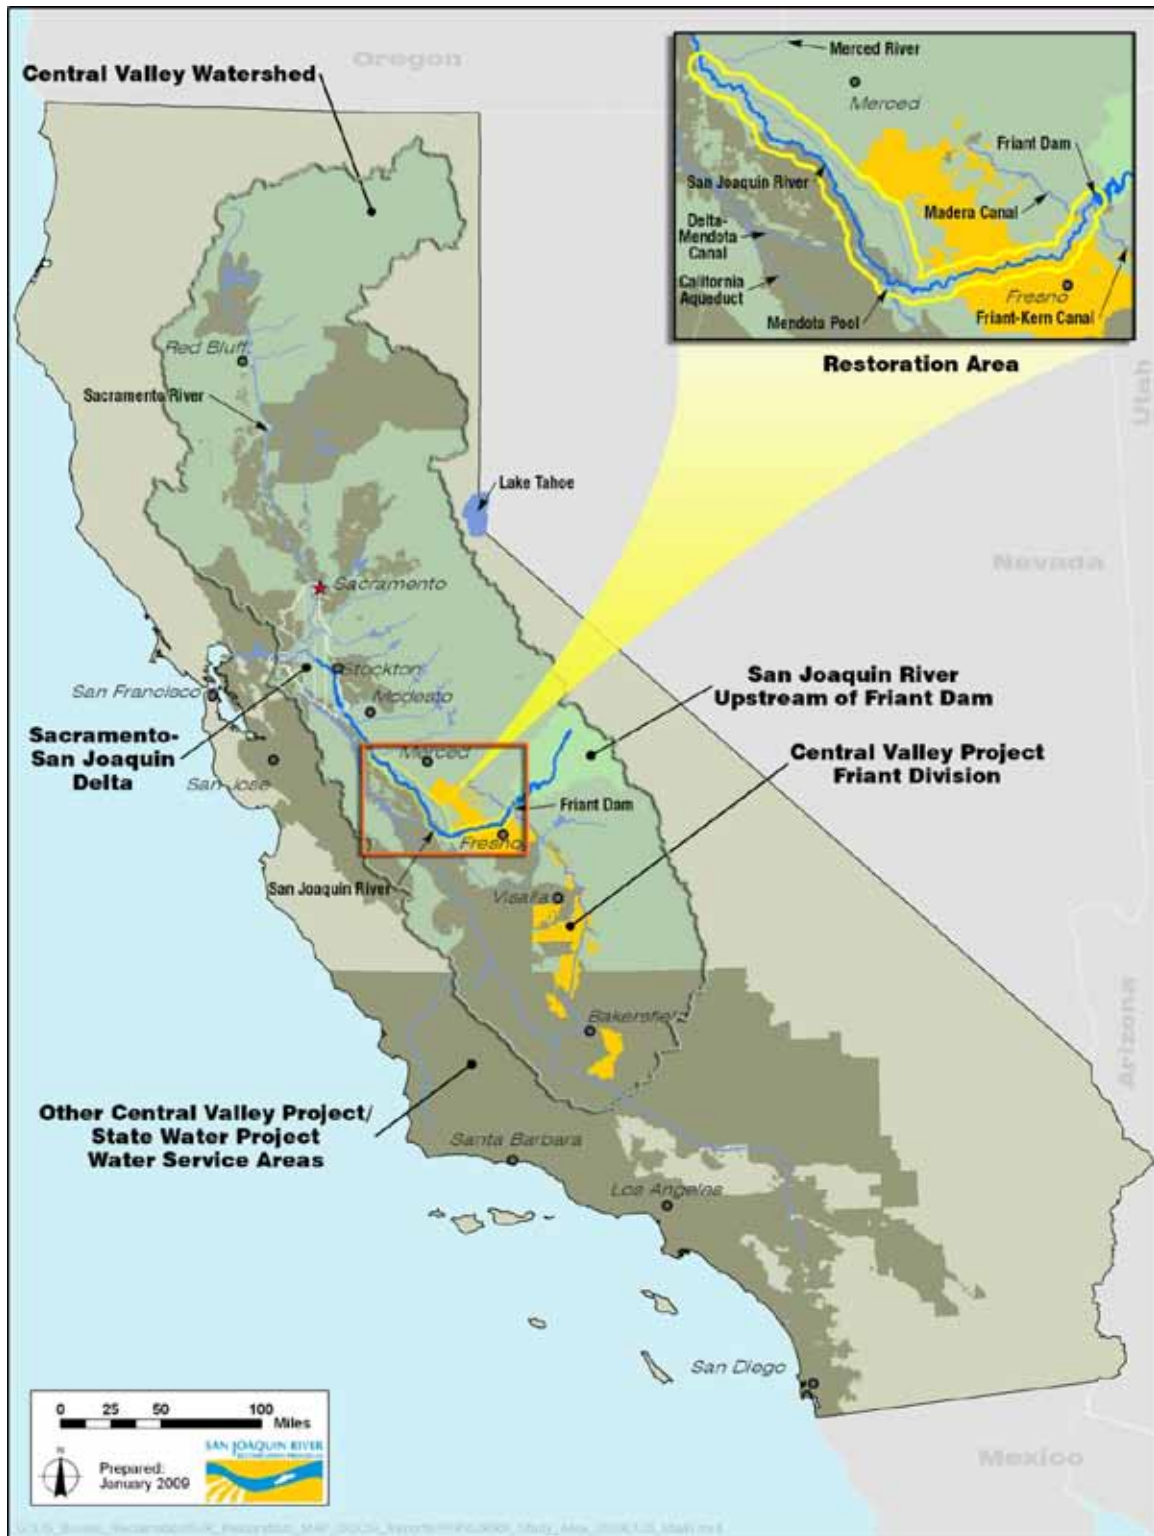 Oregon
Central Valley Watershed
Merced River
Merced
Friant Dam
San Joaquin River
Madera Canal
Delta-
Mendota
Canal
California
Aqueduct
Fresno
Mendota Pool
Friant-Kern Canal
Restoration Area
Red Bluff
Utah
Sacramento River
Lake Tahoe
Nevada
Sacramento
Stockton
San Francisco
Modesto
San Joaquin River
Upstream of Friant Dam
Sacramento-
San Joaquin
Delta
Merced
Central Valley Project
Friant Division
San Jose
Friant Dam
Fresno
San Joaquin River
Visalia
Arizona
Bakersfield
Other Central Valley Project/
State Water Project
Water Service Areas
Santa Barbara
Los Angeles
San Diego
0 25 50 100
Miles
N
Prepared:
January 2009
SAN JOAQUIN RIVER
RESTORATION PROGRAM
Mexico